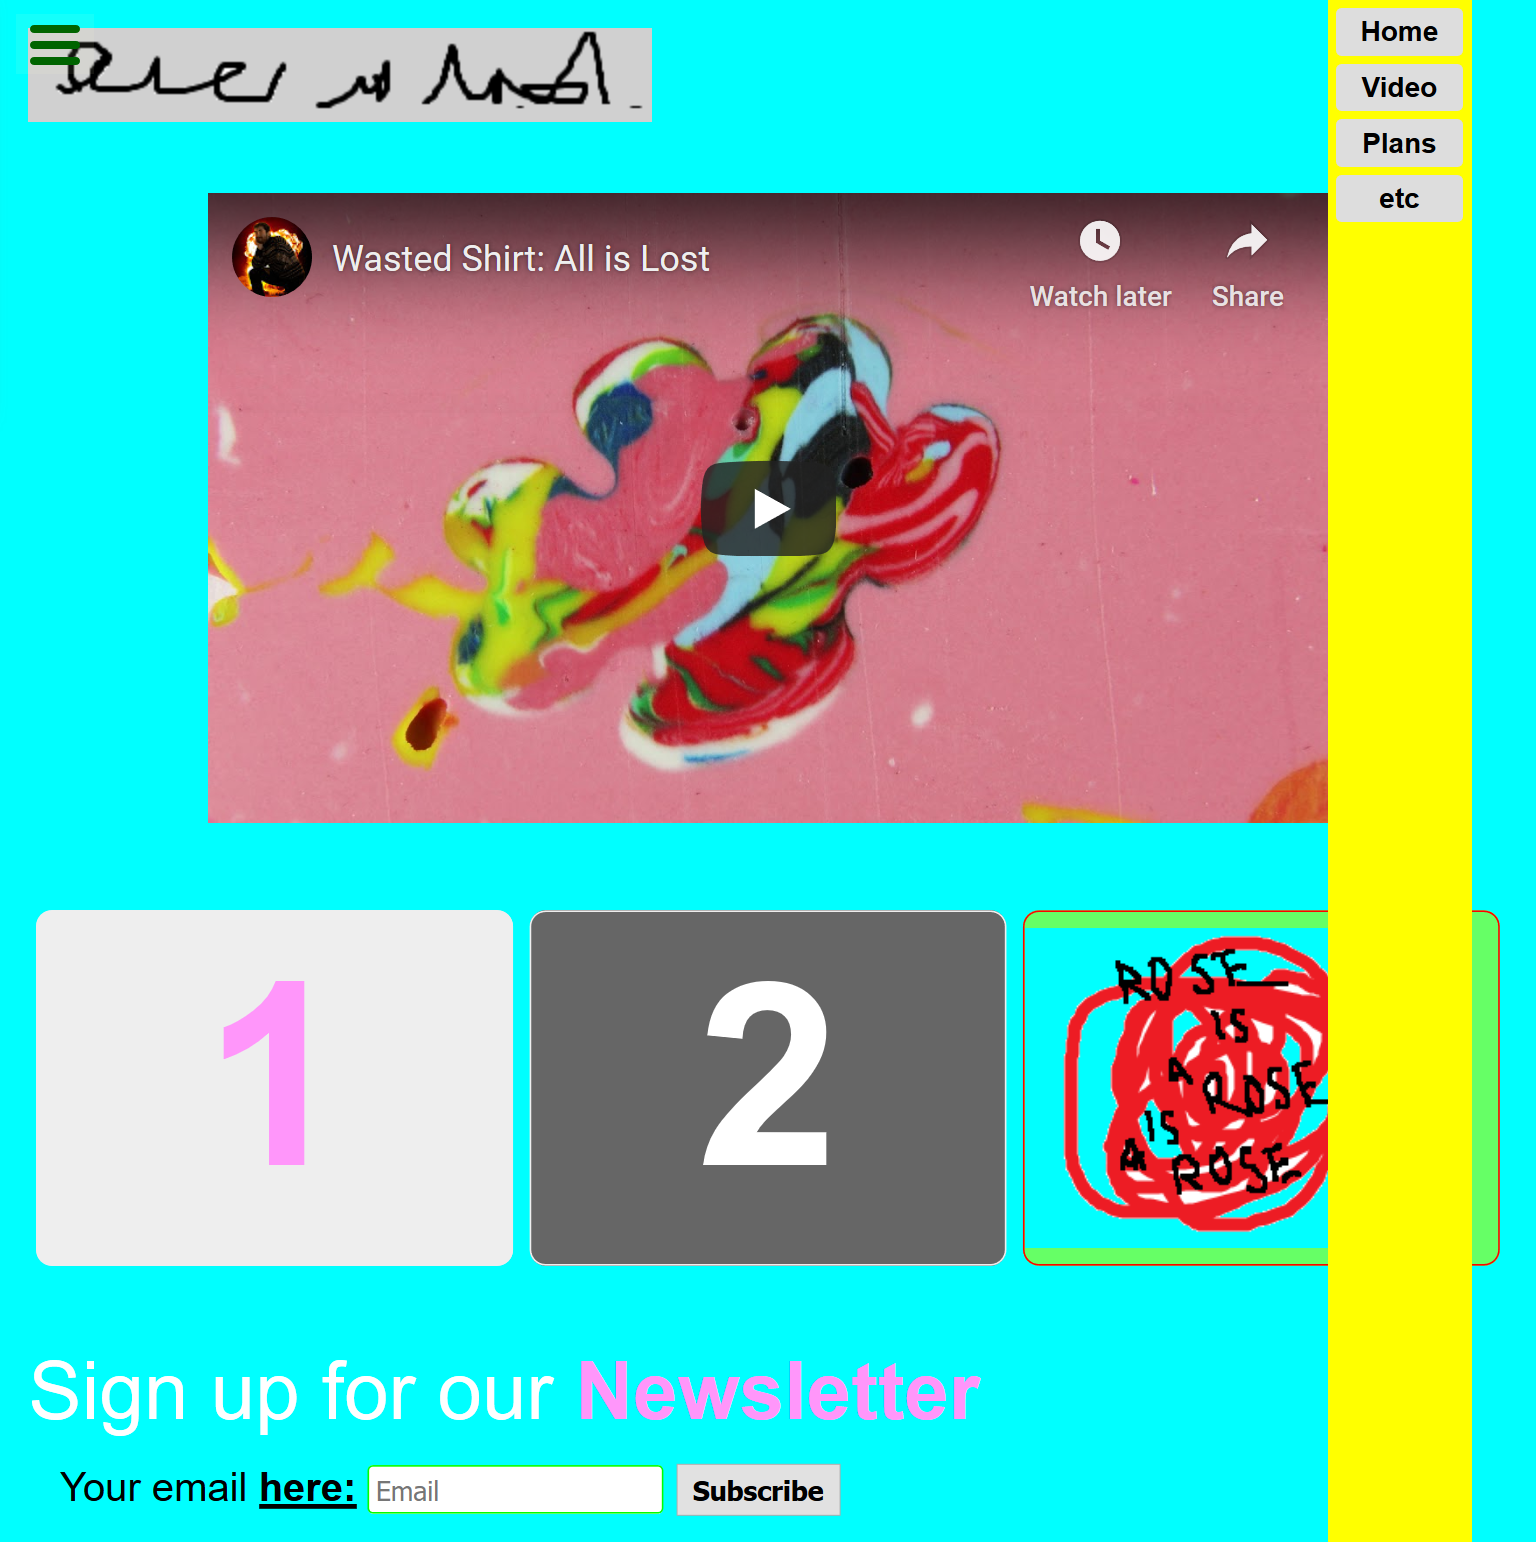 Home
Video
Plans
etc
Wasted Shirt: All is Lost
Watch later
Share
1
2
ROSE
IS
A ROSE
IS
A ROSE
Sign up for our Newsletter
Your email here:
Email
Subscribe